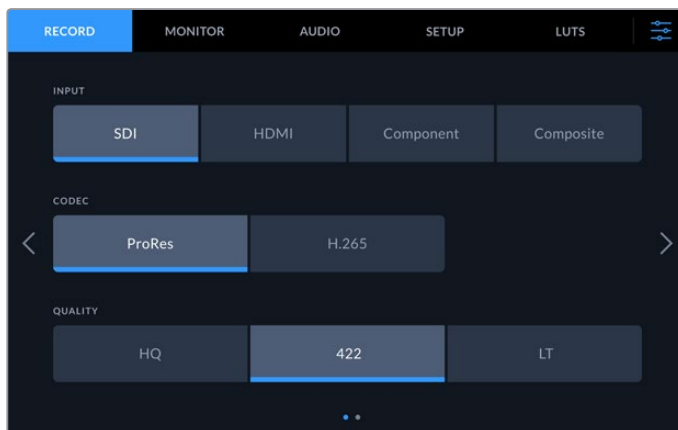 RECORD MONITOR AUDIO SETUP LUTS
INPUT
SDI HDMI Component Composite
CODEC
ProRes H.265
QUALITY
HQ 422 LT